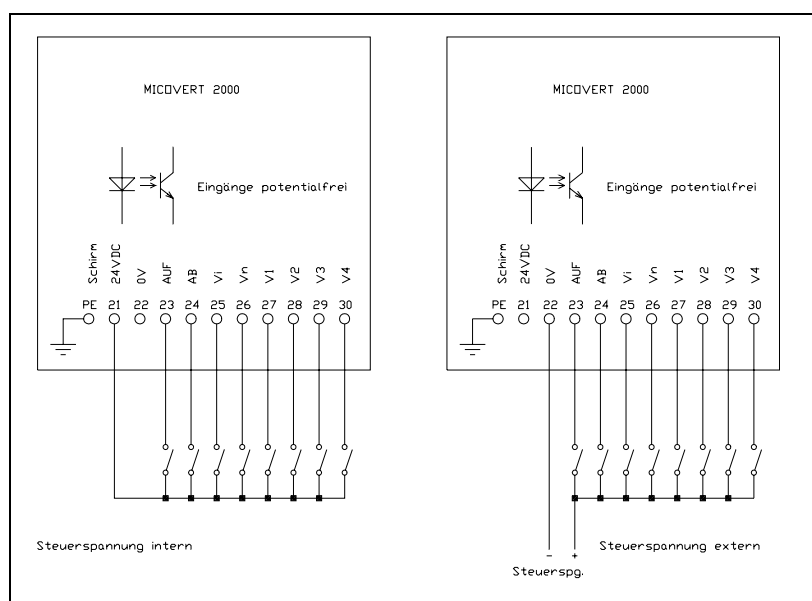 MICOVERT 2000
Eingänge potentialfrei
Schirm 24VDC 0V AUF AB Vi Vn V1 V2 V3 V4
PE 21 22 23 24 25 26 27 28 29 30
Steuerspannung intern
MICOVERT 2000
Eingänge potentialfrei
Schirm 24VDC 0V AUF AB Vi Vn V1 V2 V3 V4
PE 21 22 23 24 25 26 27 28 29 30
Steuerspannung extern
- +
Steuerspg.